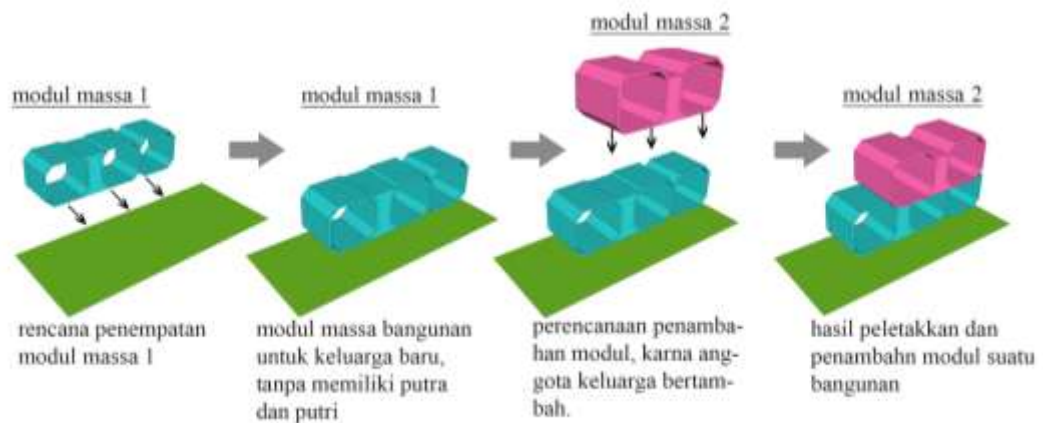 modul massa 1
rencana penempatan
modul massa 1
modul massa 1
modul massa bangunan
untuk keluarga baru,
tanpa memiliki putra
dan putri
modul massa 2
perencanaan penamba-
han modul, karna ang-
gota keluarga bertam-
bah.
modul massa 2
hasil peletakkan dan
penambahn modul suatu
bangunan